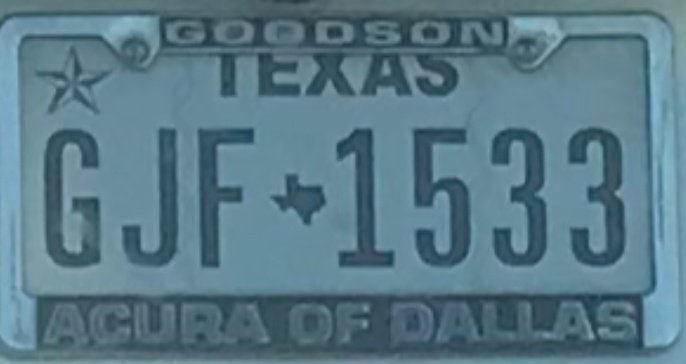 GOODSON
TEXAS
GJF 1533
ACURA OF DALLAS